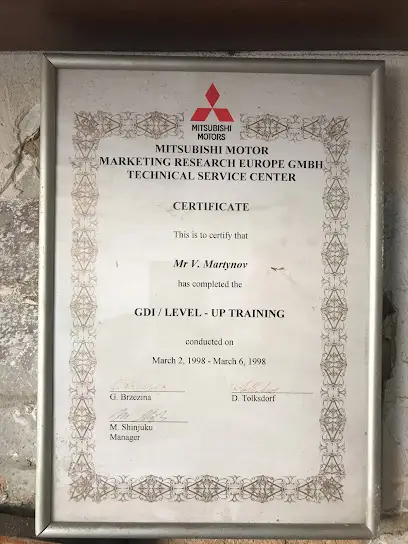 MITSUBISHI
MOTORS
MITSUBISHI MOTOR
MARKETING RESEARCH EUROPE GMBH
TECHNICAL SERVICE CENTER
CERTIFICATE
This is to certify that
Mr V. Martynov
has completed the
GDI / LEVEL - UP TRAINING
conducted on
March 2, 1998 - March 6, 1998
G. Brzezina
D. Tolksdorf
M. Shinjuku
Manager